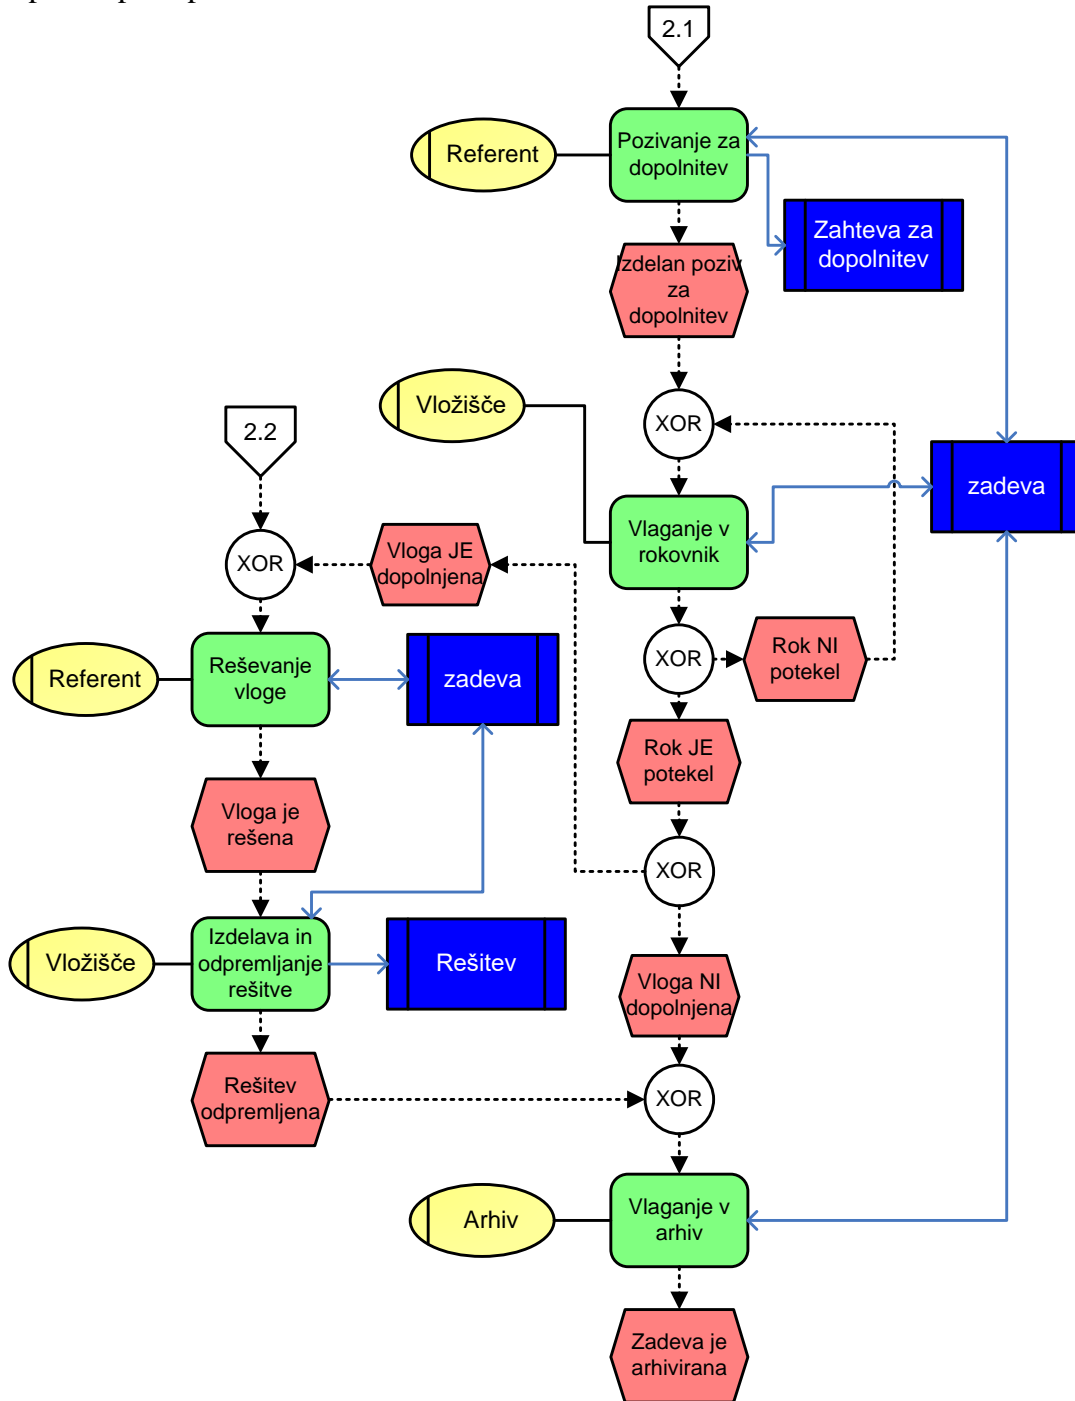 2.1
Referent
Pozivanje za
dopolnitev
Zahteva za
dopolnitev
Izdelan poziv
za
dopolnitev
Vložišče
XOR
2.2
zadeva
Vlaganje v
rokovnik
XOR
Vloga JE
dopolnjena
Rok NI
potekel
XOR
Referent
Reševanje
vloge
zadeva
Rok JE
potekel
Vloga je
rešena
XOR
Vložišče
Izdelava in
odpremljanje
rešitve
Rešitev
Vloga NI
dopolnjena
Rešitev
odpremljena
XOR
Arhiv
Vlaganje v
arhiv
Zadeva je
arhivirana